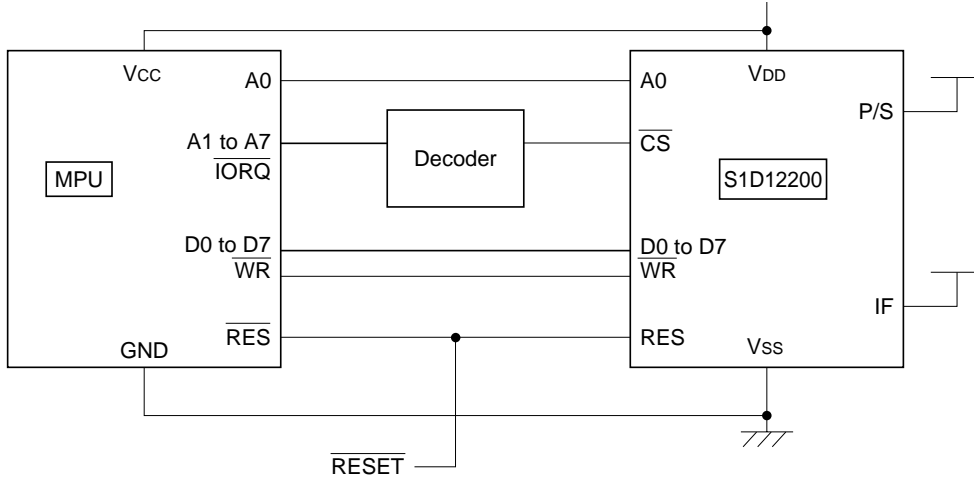 VCC
A0
A0
VDD
P/S
A1 to A7
IORQ
Decoder
CS
MPU
S1D12200
D0 to D7
WR
D0 to D7
WR
IF
RES
RES
GND
VSS
RESET